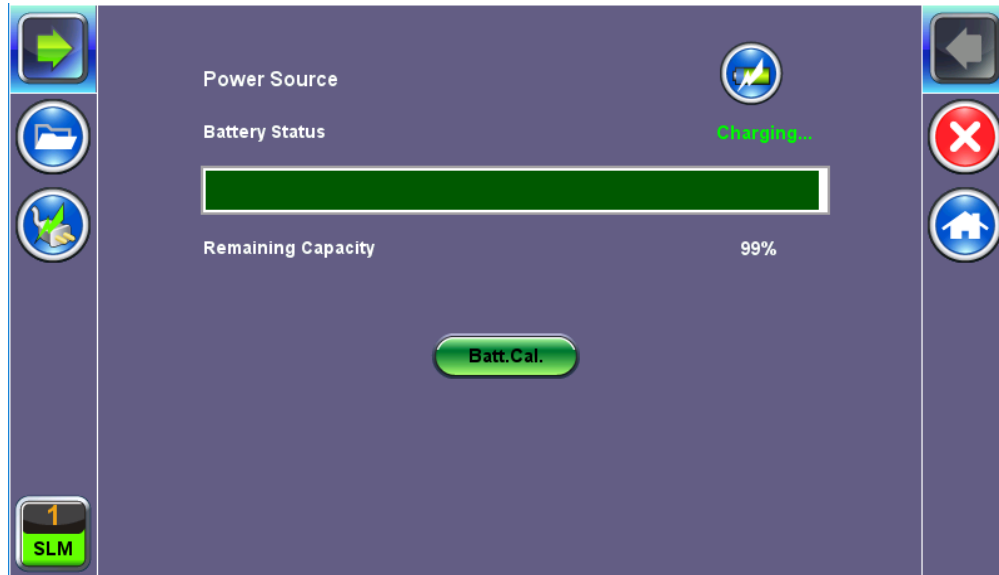 Power Source
Battery Status
Charging...
Remaining Capacity
99%
Batt.Cal.
1
SLM